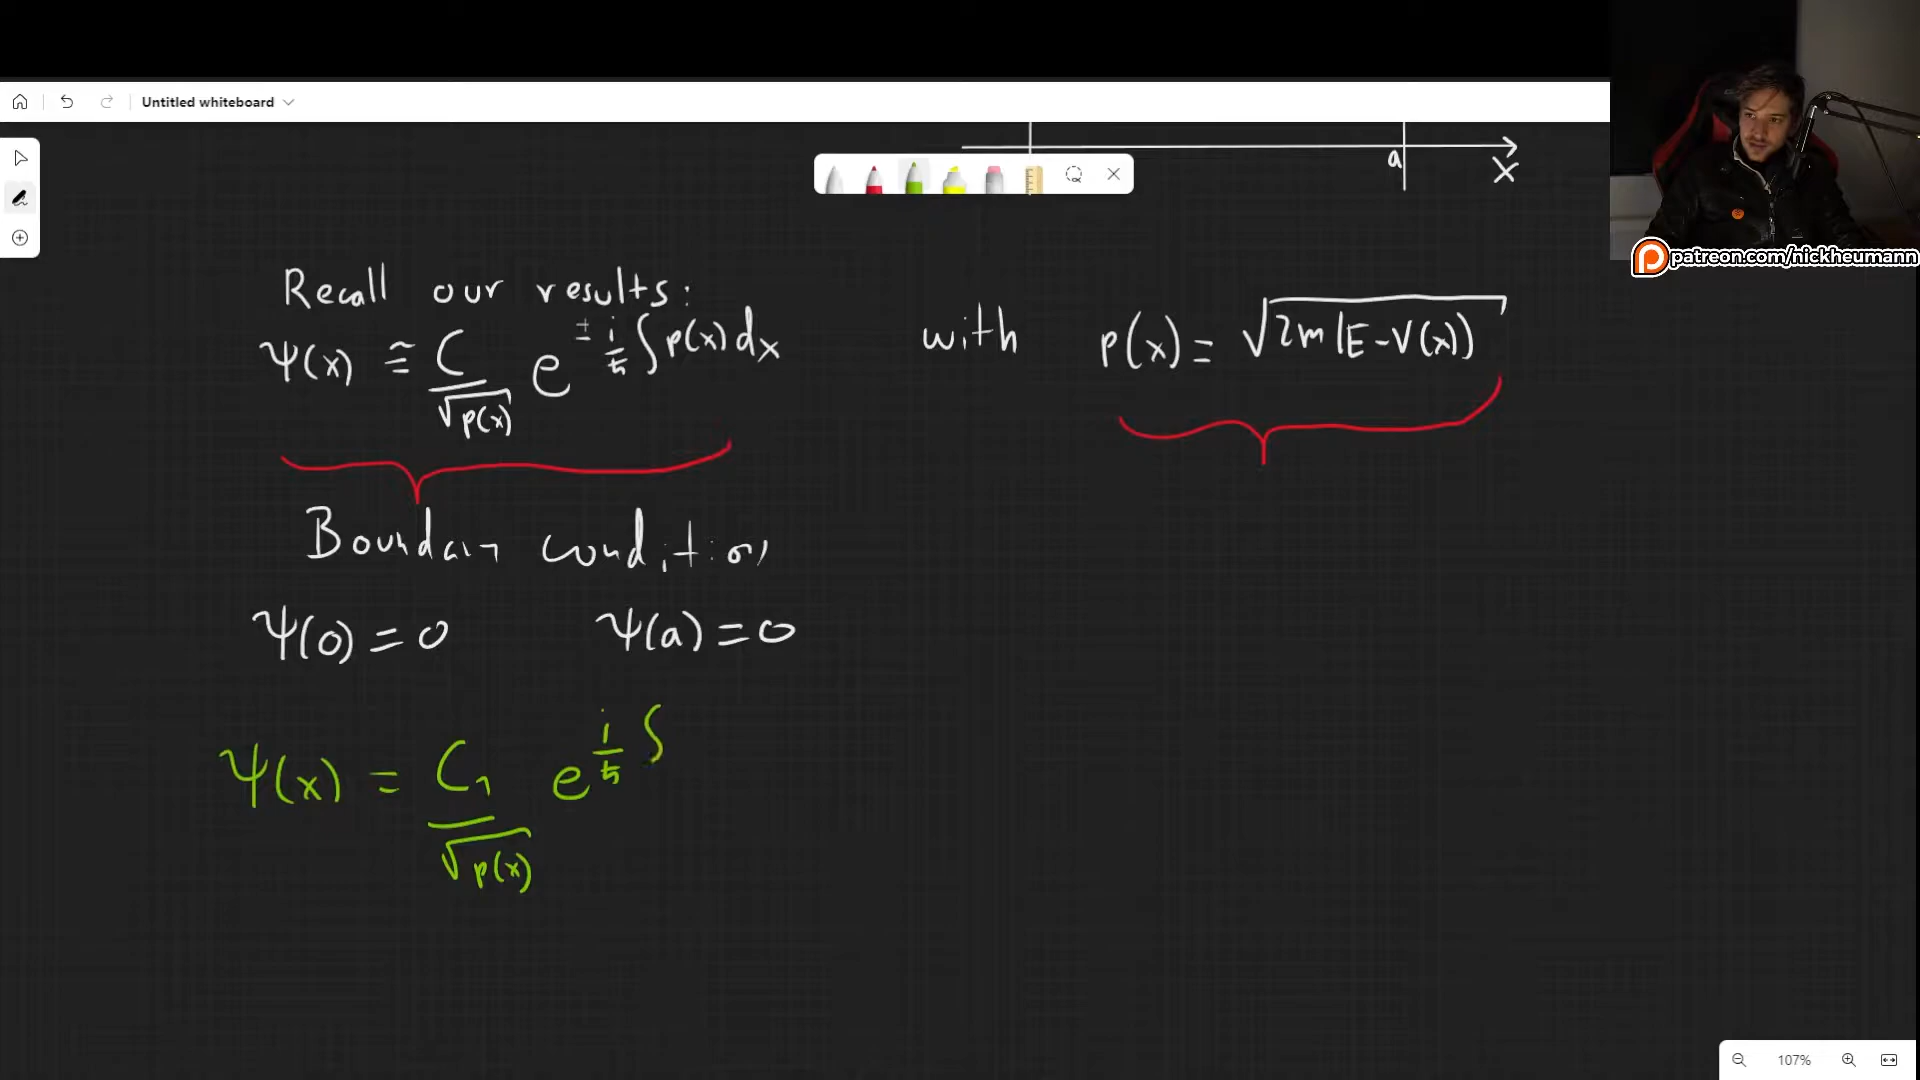 Untitled whiteboard
a
x
patreon.com/nickheumann
Recall our results:
Ψ(x) ≅ C/√p(x) e^{± i/ħ ∫p(x)dx} with p(x) = √2m(E-V(x))
Boundary condition
Ψ(0) = 0 Ψ(a) = 0
Ψ(x) = C₁/√p(x) e^{i/ħ ∫}
107%